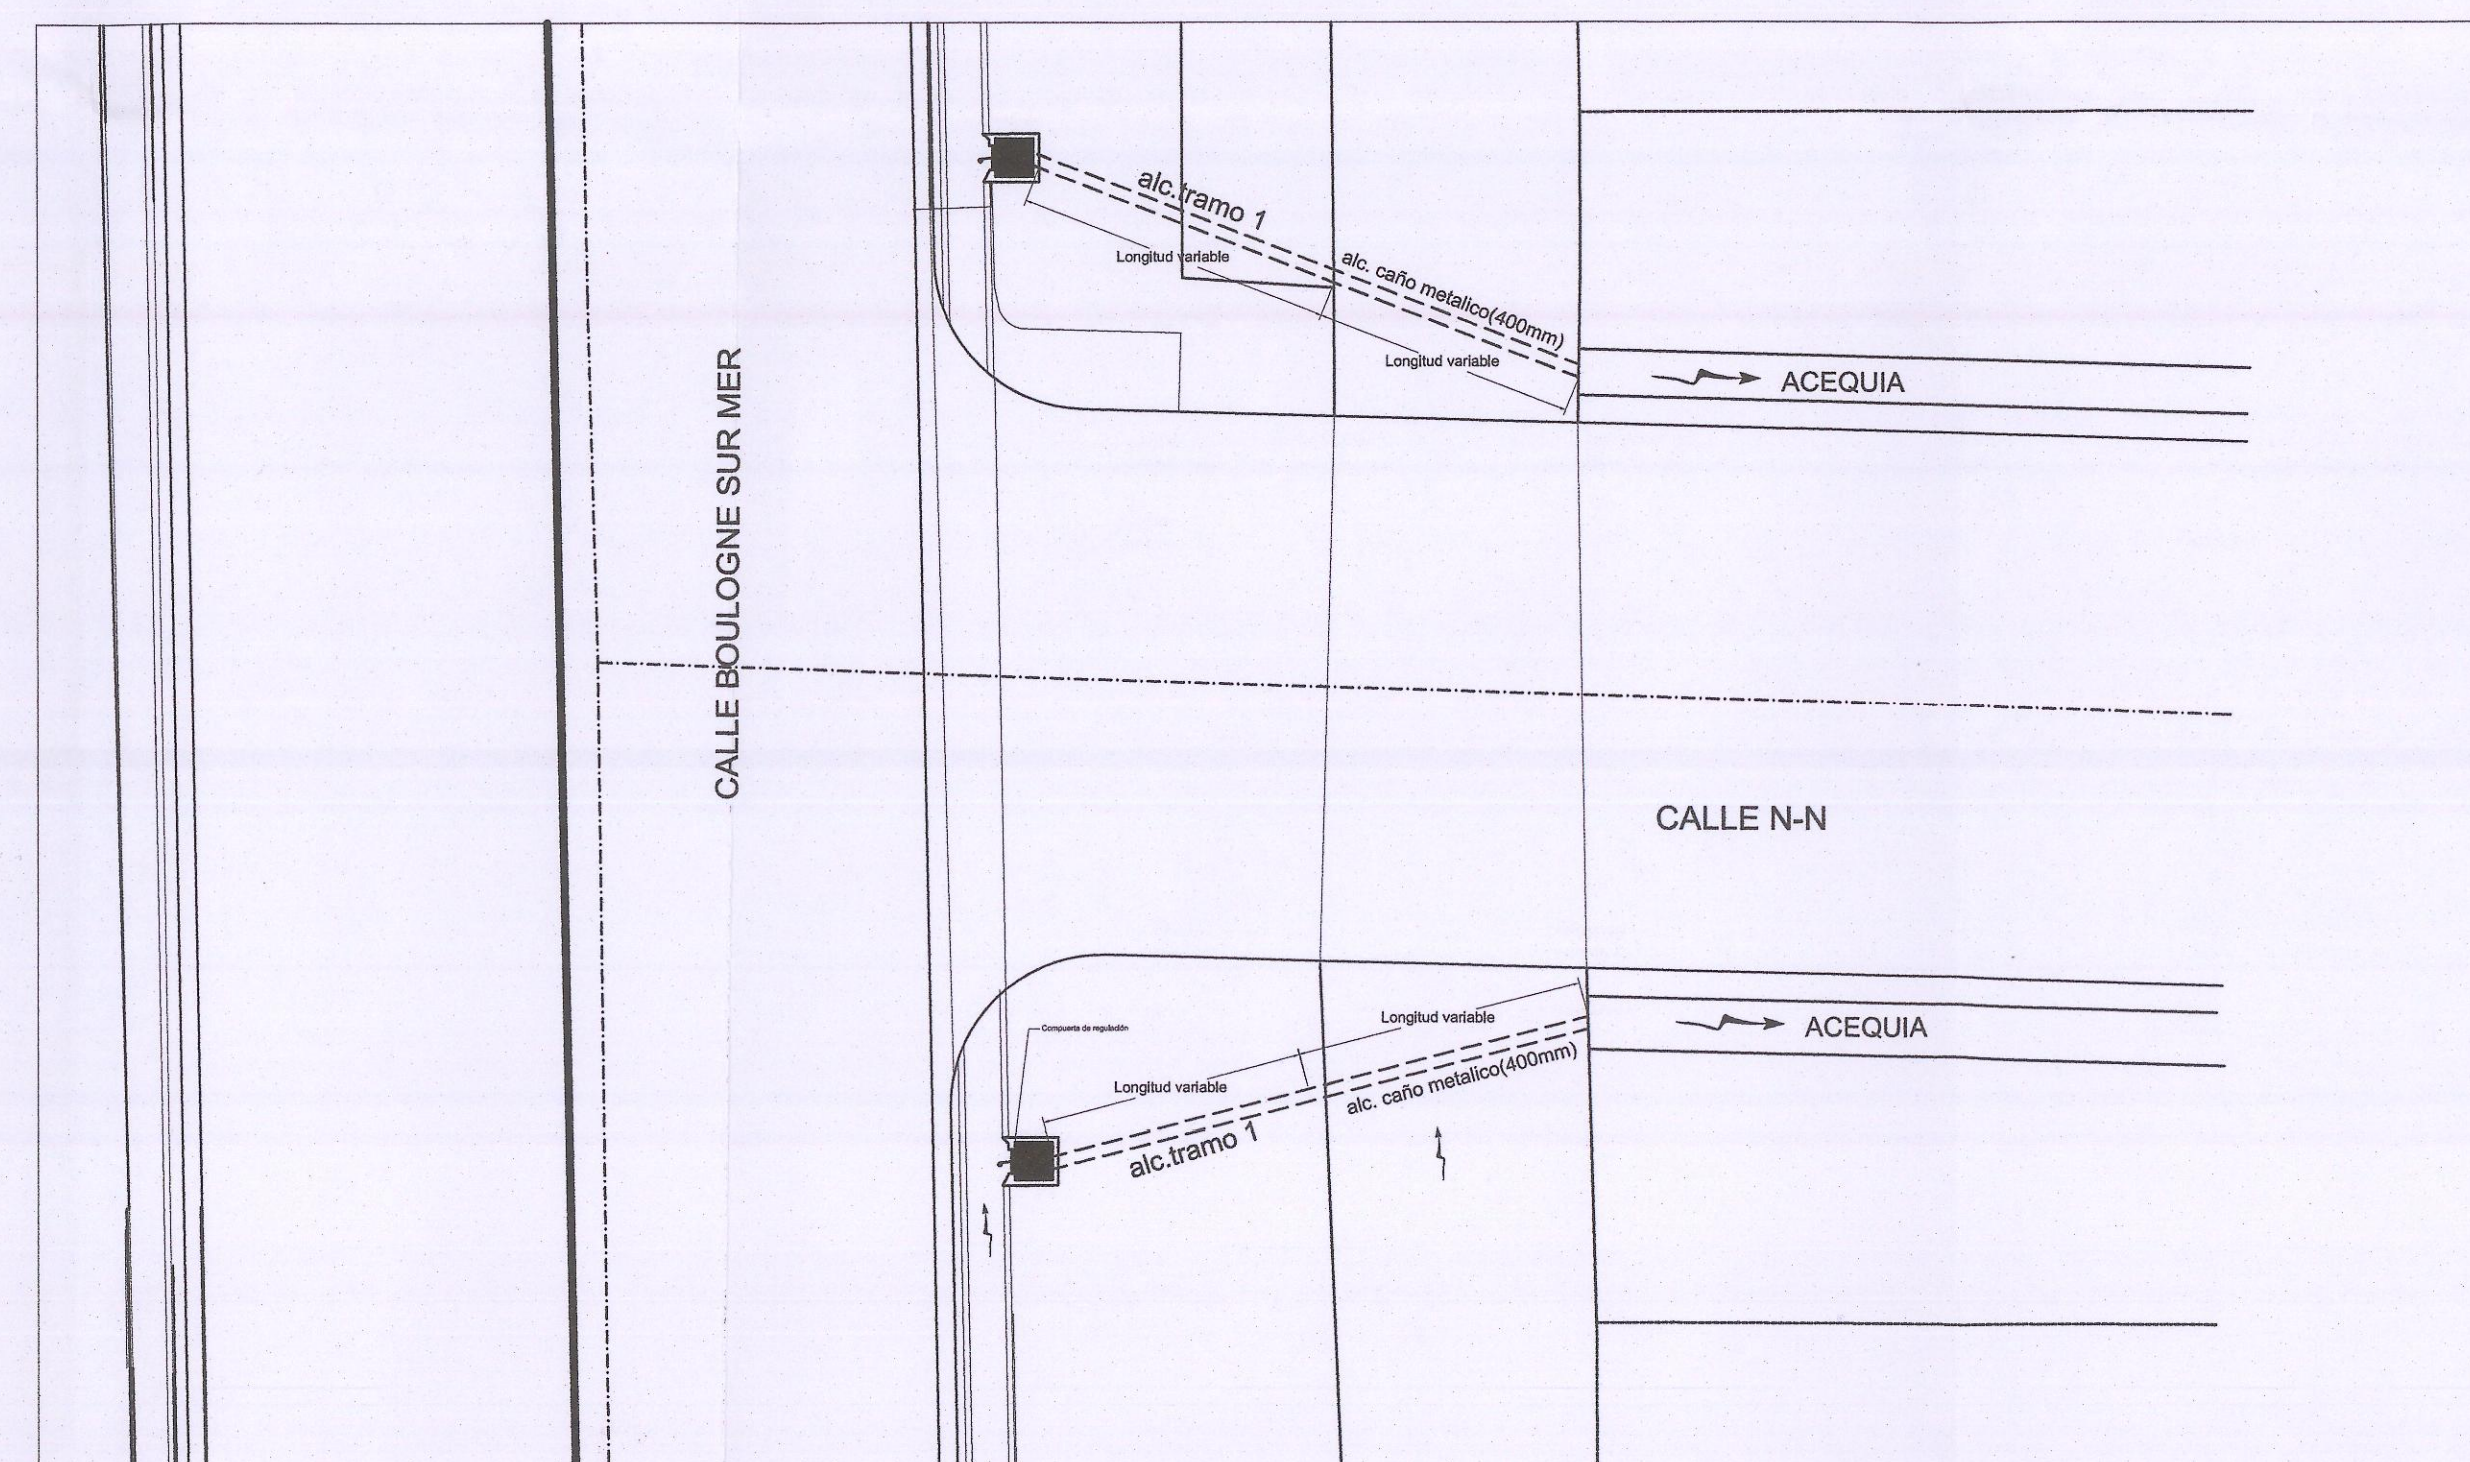 alc.tramo 1
Longitud variable
alc. caño metalico(400mm)
Longitud variable
ACEQUIA
CALLE BOULOGNE SUR MER
CALLE N-N
Longitud variable
Compuerta de regulación
ACEQUIA
Longitud variable
alc. caño metalico(400mm)
alc.tramo 1